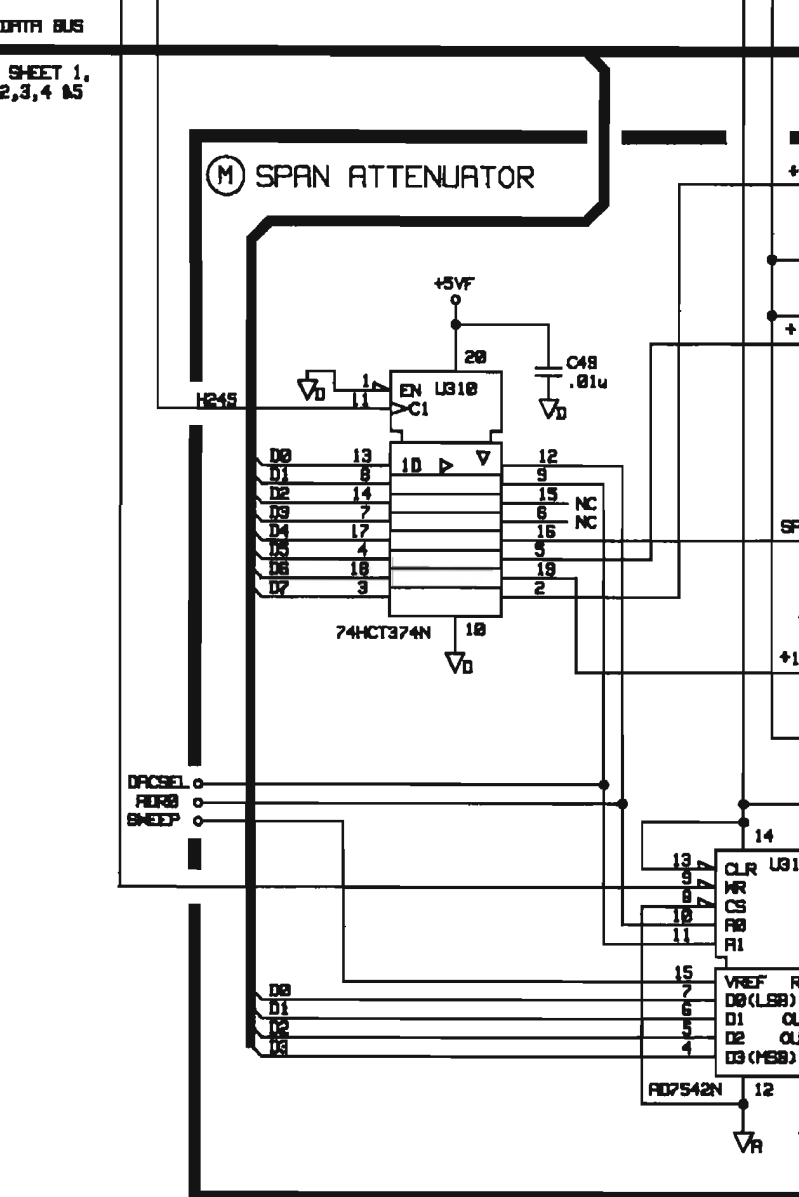 DATA BUS
SHEET 1,
2,3,4 &5
M SPAN ATTENUATOR
+
+5VF
20
C49
.01u
D
+
1
EN U310
D
H245
11
C1
D
D0 13 1D 12
D1 8 9
D2 14 15 NC
D3 7 6 NC
D4 17 16
D5 4 5
D6 18 19
D7 3 2
74HCT374N
10
D
+1
DACSEL
ADR0
SWEEP
14
13 CLR U31
9 WR
8 CS
10 A0
11 A1
15 VREF R
D0 7 D0(LSB)
D1 6 D1
D2 5 D2
D3 4 D3(MSB)
AD7542N 12
A